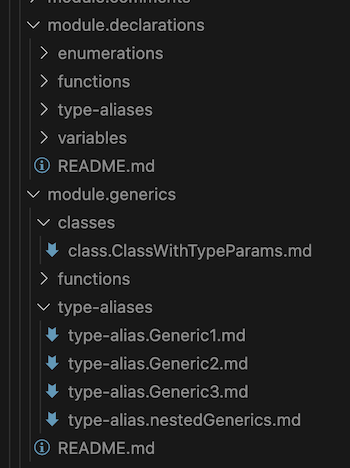 module.comments
module.declarations
enumerations
functions
type-aliases
variables
README.md
module.generics
classes
class.ClassWithTypeParams.md
functions
type-aliases
type-alias.Generic1.md
type-alias.Generic2.md
type-alias.Generic3.md
type-alias.nestedGenerics.md
README.md